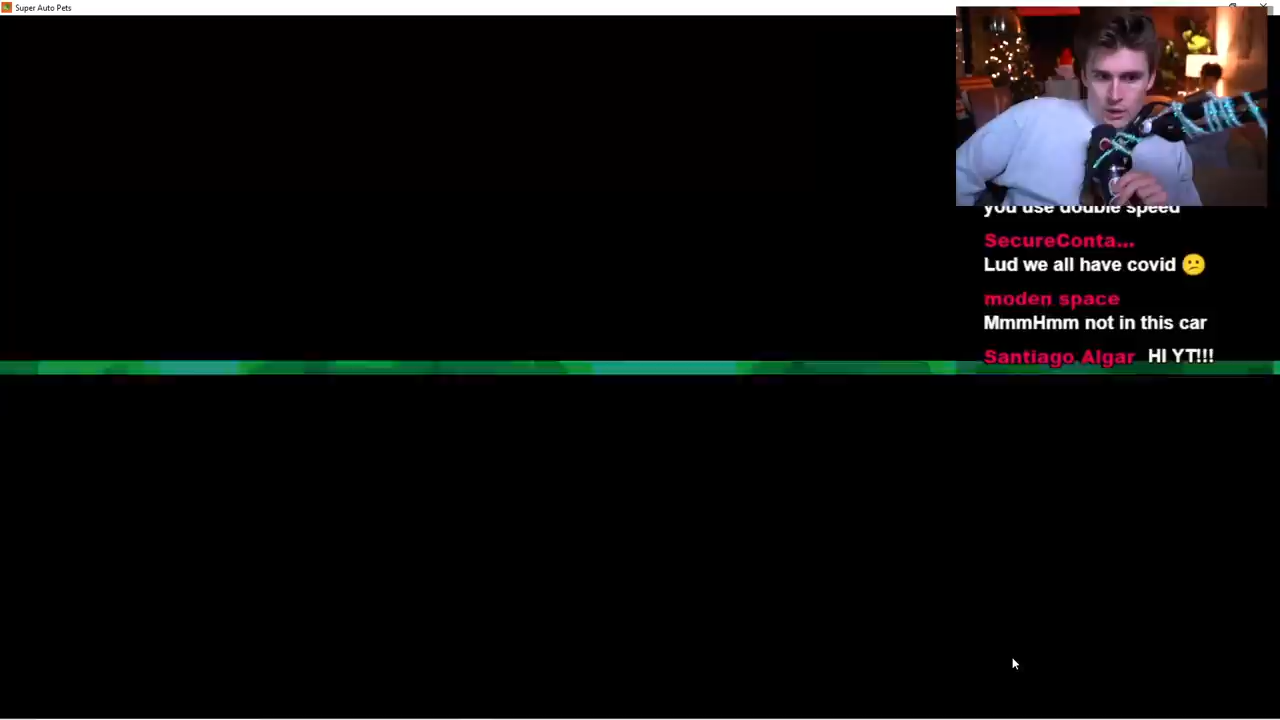 Super Auto Pets
you use double speed
SecureConta...
Lud we all have covid 😕
moden space
MmmHmm not in this car
Santiago.Algar HI YT!!!